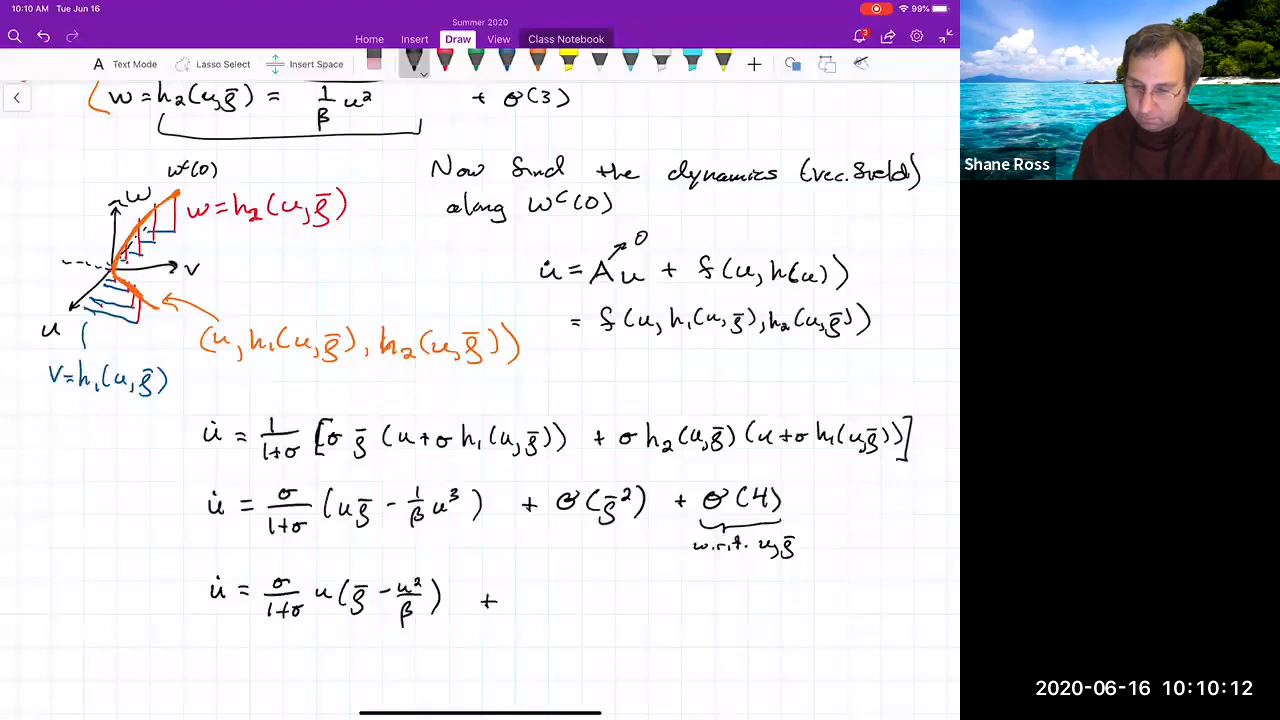 10:10 AM Tue Jun 16
99%
Summer 2020
Home Insert Draw View Class Notebook
3
A Text Mode Lasso Select Insert Space
w = h₂(u, ρ̄) = 1/β u² + O(3)
Now find the dynamics (vec. field)
along Wᶜ(0)
Wᶜ(0)
w
w = h₂(u, ρ̄)
v
u
(u, h₁(u, ρ̄), h₂(u, ρ̄))
v = h₁(u, ρ̄)
u̇ = Au + f(u, h(u))
0
= f(u, h₁(u, ρ̄), h₂(u, ρ̄))
u̇ = 1/(1+σ) [σ ρ̄ (u + σ h₁(u, ρ̄)) + σ h₂(u, ρ̄)(u + σ h₁(u, ρ̄))]
u̇ = σ/(1+σ) (u ρ̄ - 1/β u³) + O(ρ̄²) + O(4)
w.r.t. u, ρ̄
u̇ = σ/(1+σ) u (ρ̄ - u²/β) +
Shane Ross
2020-06-16 10:10:12